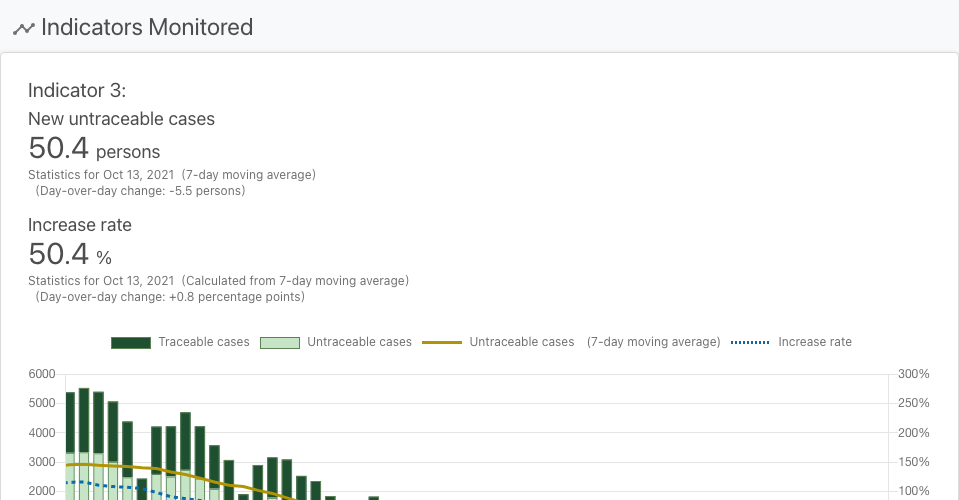 Indicators Monitored
Indicator 3:
New untraceable cases
50.4 persons
Statistics for Oct 13, 2021 (7-day moving average)
(Day-over-day change: -5.5 persons)
Increase rate
50.4 %
Statistics for Oct 13, 2021 (Calculated from 7-day moving average)
(Day-over-day change: +0.8 percentage points)
Traceable cases Untraceable cases Untraceable cases (7-day moving average) Increase rate
6000 300%
5000 250%
4000 200%
3000 150%
2000 100%